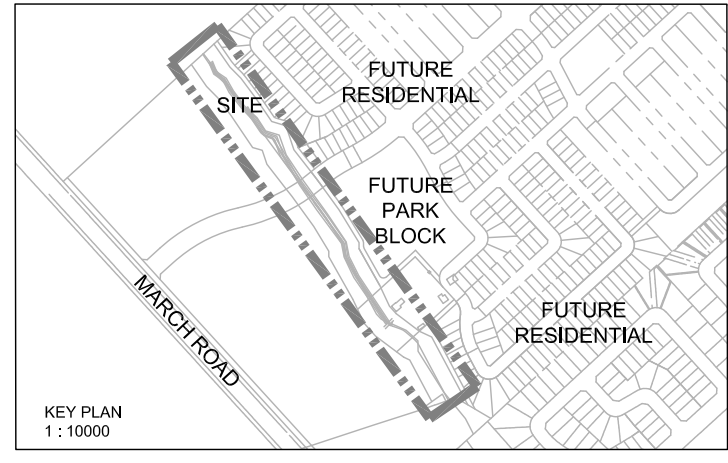 FUTURE
RESIDENTIAL
SITE
FUTURE
PARK
BLOCK
MARCH ROAD
FUTURE
RESIDENTIAL
KEY PLAN
1 : 10000